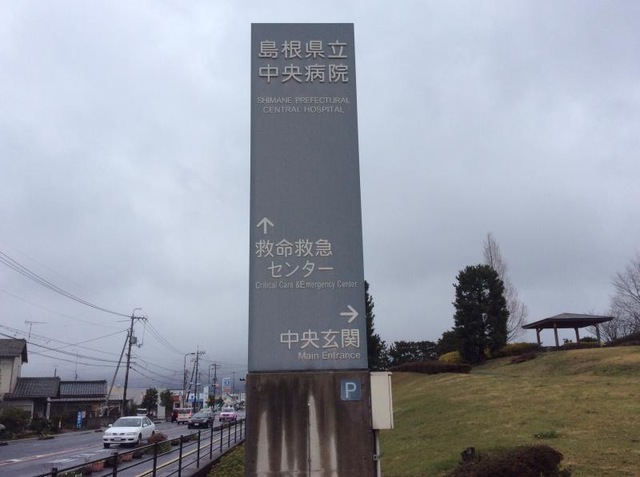 島根県立
中央病院
SHIMANE PREFECTURAL
CENTRAL HOSPITAL
↑
救命救急
センター
Critical Care & Emergency Center
→
中央玄関
Main Entrance
P